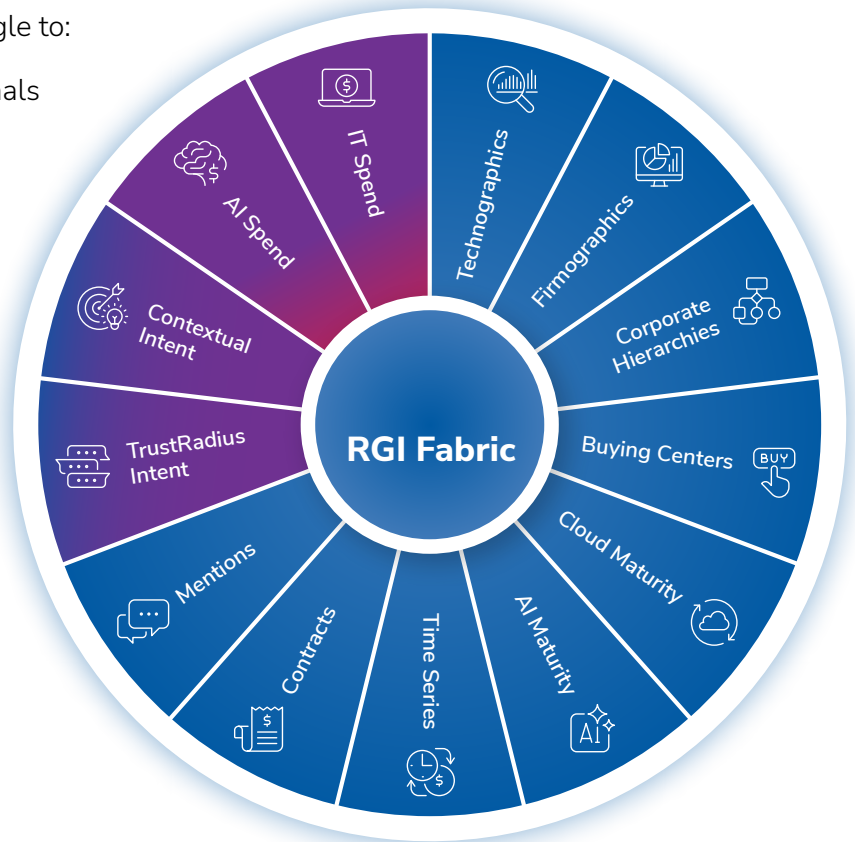 gle to:
nals
IT Spend
Technographics
Firmographics
Corporate
Hierarchies
BUY
Buying Centers
Cloud Maturity
AI Maturity
AI
Time Series
Contracts
Mentions
TrustRadius
Intent
Contextual
Intent
AI Spend
RGI Fabric
$
$
$
$